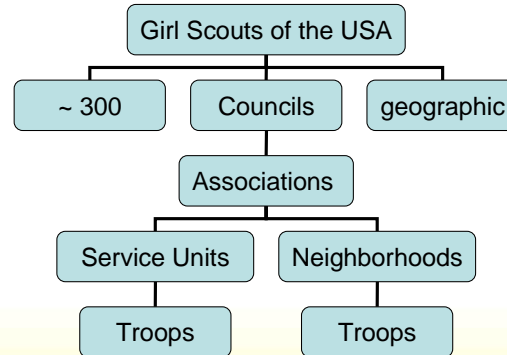 Girl Scouts of the USA
~ 300
Councils
geographic
Associations
Service Units
Neighborhoods
Troops
Troops